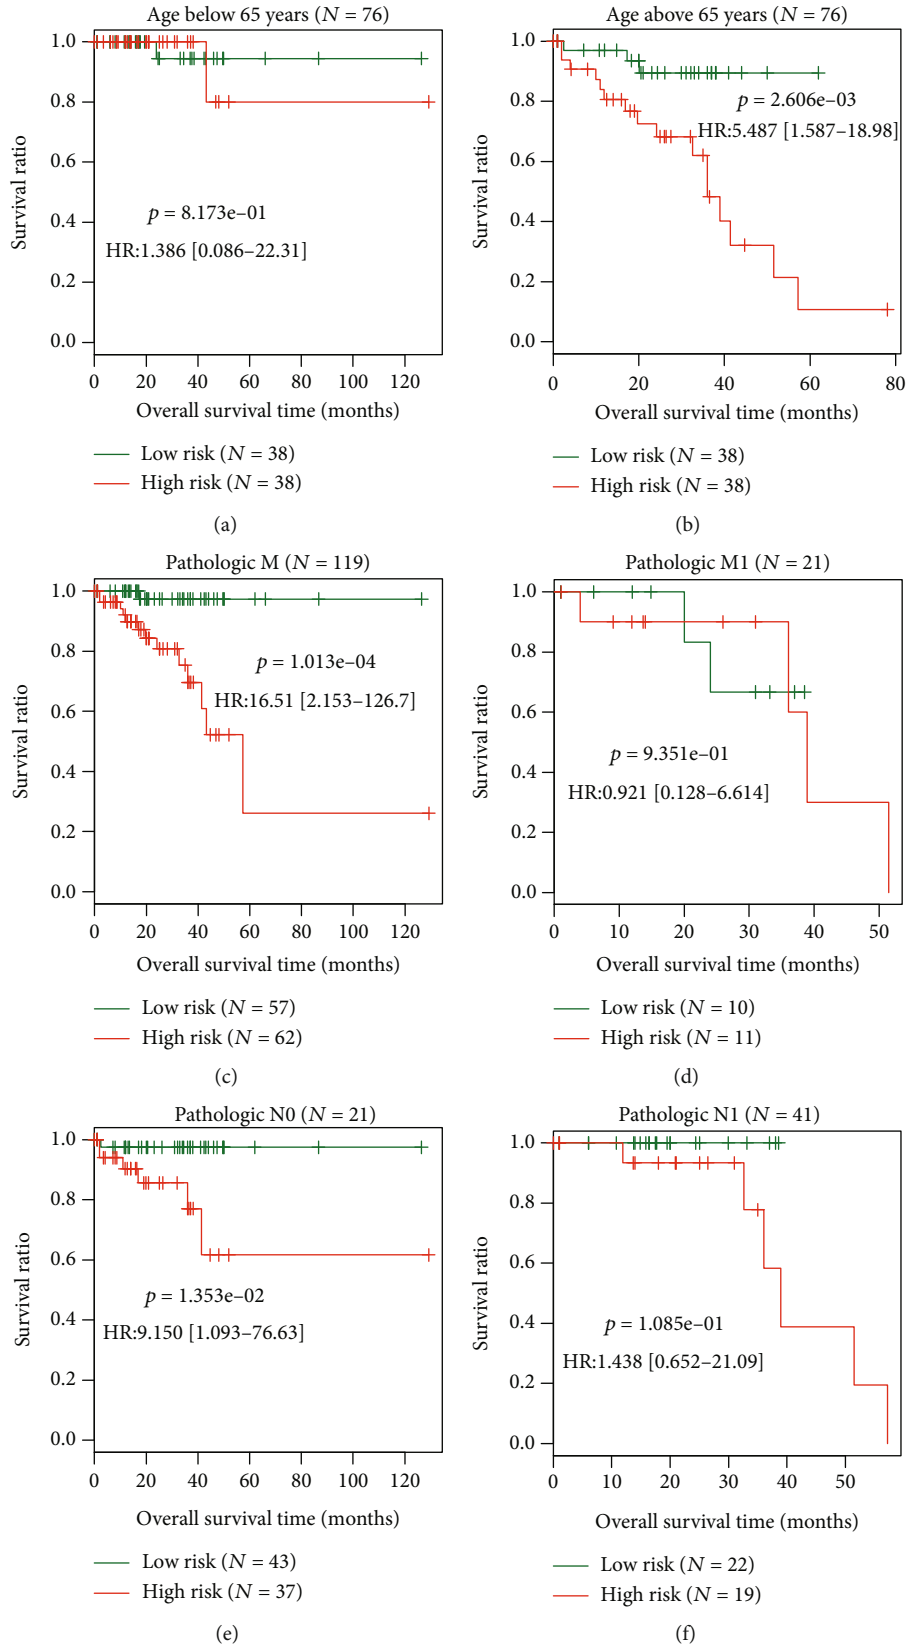 Age below 65 years (N = 76)
1.0
0.8
0.6
0.4
0.2
0.0
Survival ratio
p = 8.173e–01
HR:1.386 [0.086–22.31]
0 20 40 60 80 100 120
Overall survival time (months)
Low risk (N = 38)
High risk (N = 38)
(a)
Age above 65 years (N = 76)
1.0
0.8
0.6
0.4
0.2
0.0
Survival ratio
p = 2.606e–03
HR:5.487 [1.587–18.98]
0 20 40 60 80
Overall survival time (months)
Low risk (N = 38)
High risk (N = 38)
(b)
Pathologic M (N = 119)
1.0
0.8
0.6
0.4
0.2
0.0
Survival ratio
p = 1.013e–04
HR:16.51 [2.153–126.7]
0 20 40 60 80 100 120
Overall survival time (months)
Low risk (N = 57)
High risk (N = 62)
(c)
Pathologic M1 (N = 21)
1.0
0.8
0.6
0.4
0.2
0.0
Survival ratio
p = 9.351e–01
HR:0.921 [0.128–6.614]
0 10 20 30 40 50
Overall survival time (months)
Low risk (N = 10)
High risk (N = 11)
(d)
Pathologic N0 (N = 21)
1.0
0.8
0.6
0.4
0.2
0.0
Survival ratio
p = 1.353e–02
HR:9.150 [1.093–76.63]
0 20 40 60 80 100 120
Overall survival time (months)
Low risk (N = 43)
High risk (N = 37)
(e)
Pathologic N1 (N = 41)
1.0
0.8
0.6
0.4
0.2
0.0
Survival ratio
p = 1.085e–01
HR:1.438 [0.652–21.09]
0 10 20 30 40 50
Overall survival time (months)
Low risk (N = 22)
High risk (N = 19)
(f)